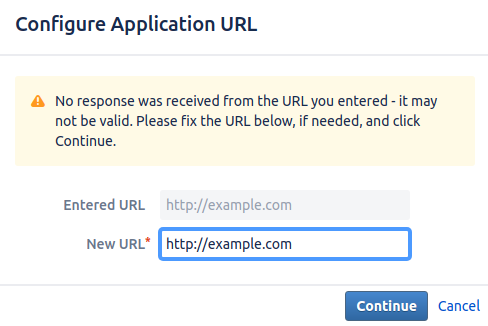 Configure Application URL
No response was received from the URL you entered - it may
not be valid. Please fix the URL below, if needed, and click
Continue.
Entered URL http://example.com
New URL* http://example.com
Continue Cancel